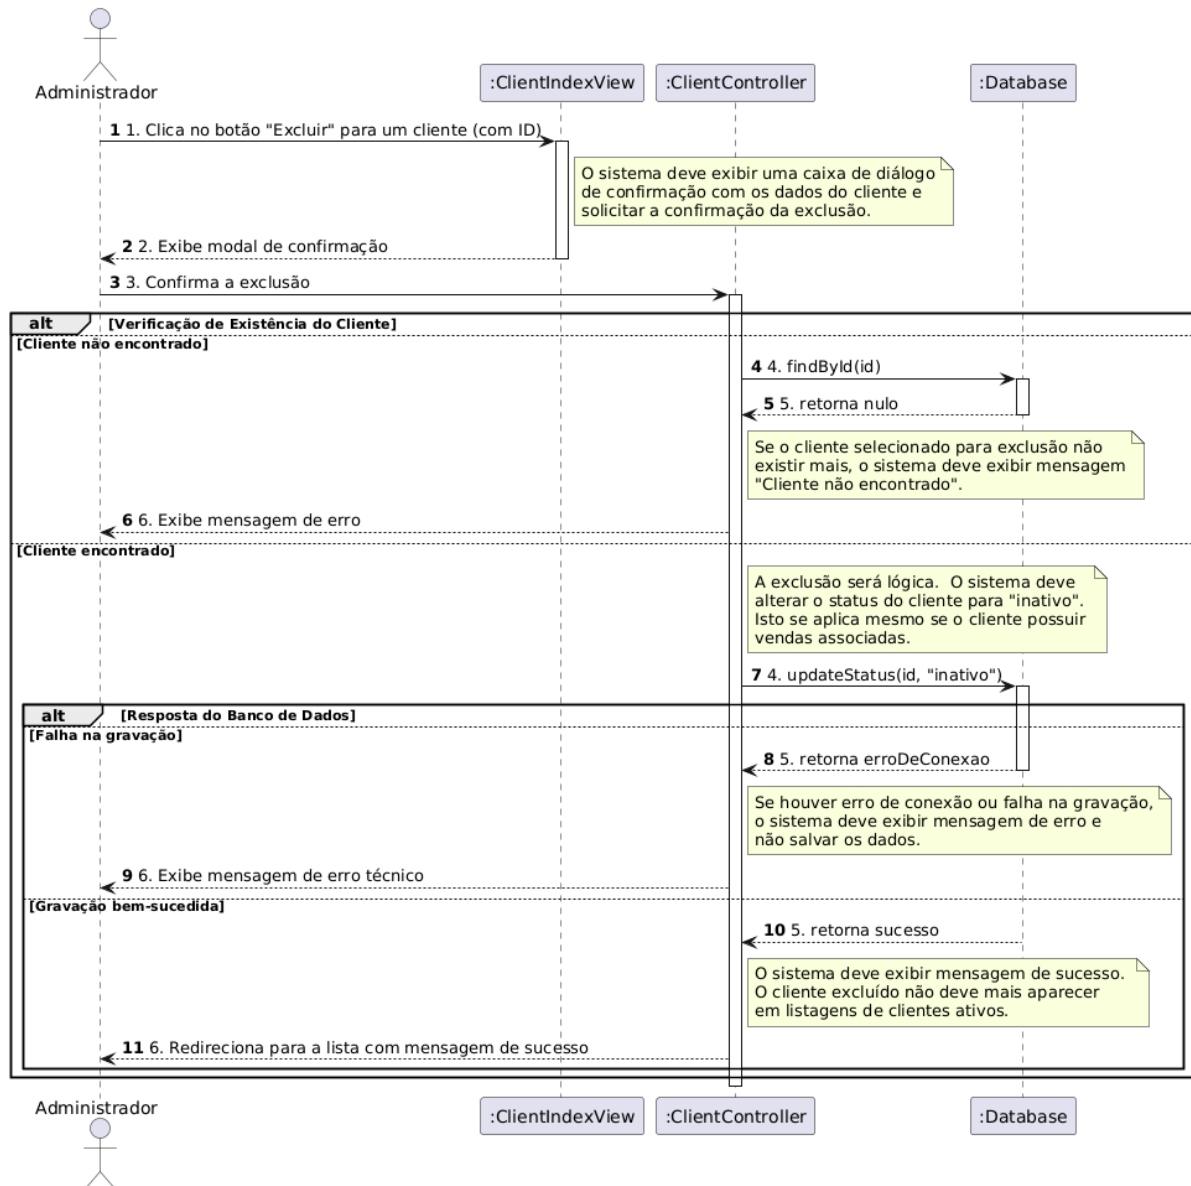 Administrador
:ClientIndexView
:ClientController
:Database
1 1. Clica no botão "Excluir" para um cliente (com ID)
O sistema deve exibir uma caixa de diálogo
de confirmação com os dados do cliente e
solicitar a confirmação da exclusão.
2 2. Exibe modal de confirmação
3 3. Confirma a exclusão
alt [Verificação de Existência do Cliente]
[Cliente não encontrado]
4 4. findById(id)
5 5. retorna nulo
Se o cliente selecionado para exclusão não
existir mais, o sistema deve exibir mensagem
"Cliente não encontrado".
6 6. Exibe mensagem de erro
[Cliente encontrado]
A exclusão será lógica.  O sistema deve
alterar o status do cliente para "inativo".
Isto se aplica mesmo se o cliente possuir
vendas associadas.
7 4. updateStatus(id, "inativo")
alt [Resposta do Banco de Dados]
[Falha na gravação]
8 5. retorna erroDeConexao
Se houver erro de conexão ou falha na gravação,
o sistema deve exibir mensagem de erro e
não salvar os dados.
9 6. Exibe mensagem de erro técnico
[Gravação bem-sucedida]
10 5. retorna sucesso
O sistema deve exibir mensagem de sucesso.
O cliente excluído não deve mais aparecer
em listagens de clientes ativos.
11 6. Redireciona para a lista com mensagem de sucesso
Administrador
:ClientIndexView
:ClientController
:Database